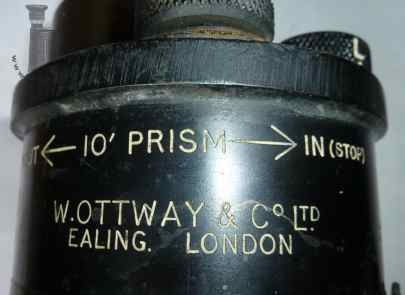 L
←10' PRISM→ IN (STOP)
W. OTTWAY & Cº LTD.
EALING. LONDON